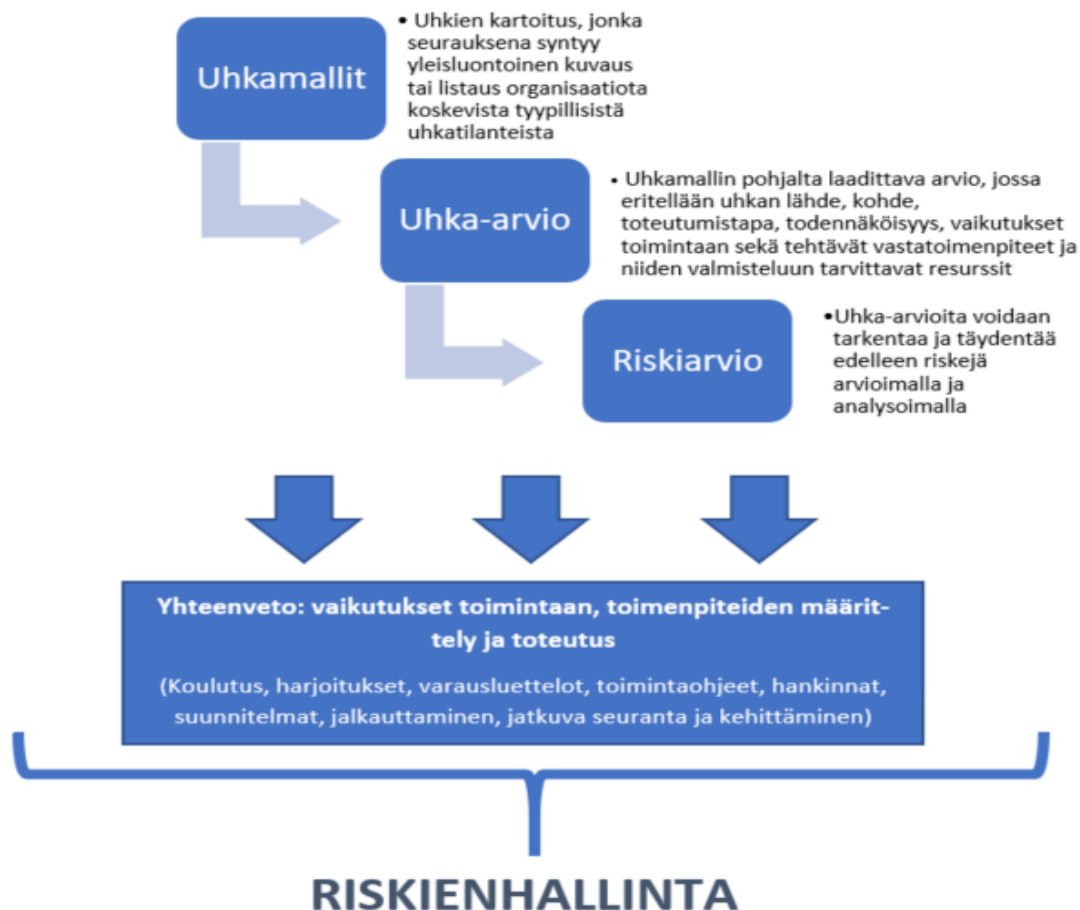 Uhkamallit
• Uhkien kartoitus, jonka
seurauksena syntyy
yleisluontoinen kuvaus
tai listaus organisaatiota
koskevista tyypillisistä
uhkatilanteista
Uhka-arvio
• Uhkamallin pohjalta laadittava arvio, jossa
eritellään uhkan lähde, kohde,
toteutumistapa, todennäköisyys, vaikutukset
toimintaan sekä tehtävät vastatoimenpiteet ja
niiden valmisteluun tarvittavat resurssit
Riskiarvio
•Uhka-arvioita voidaan
tarkentaa ja täydentää
edelleen riskejä
arvioimalla ja
analysoimalla
Yhteenveto: vaikutukset toimintaan, toimenpiteiden määrit-
tely ja toteutus
(Koulutus, harjoitukset, varausluettelot, toimintaohjeet, hankinnat,
suunnitelmat, jalkauttaminen, jatkuva seuranta ja kehittäminen)
RISKIENHALLINTA